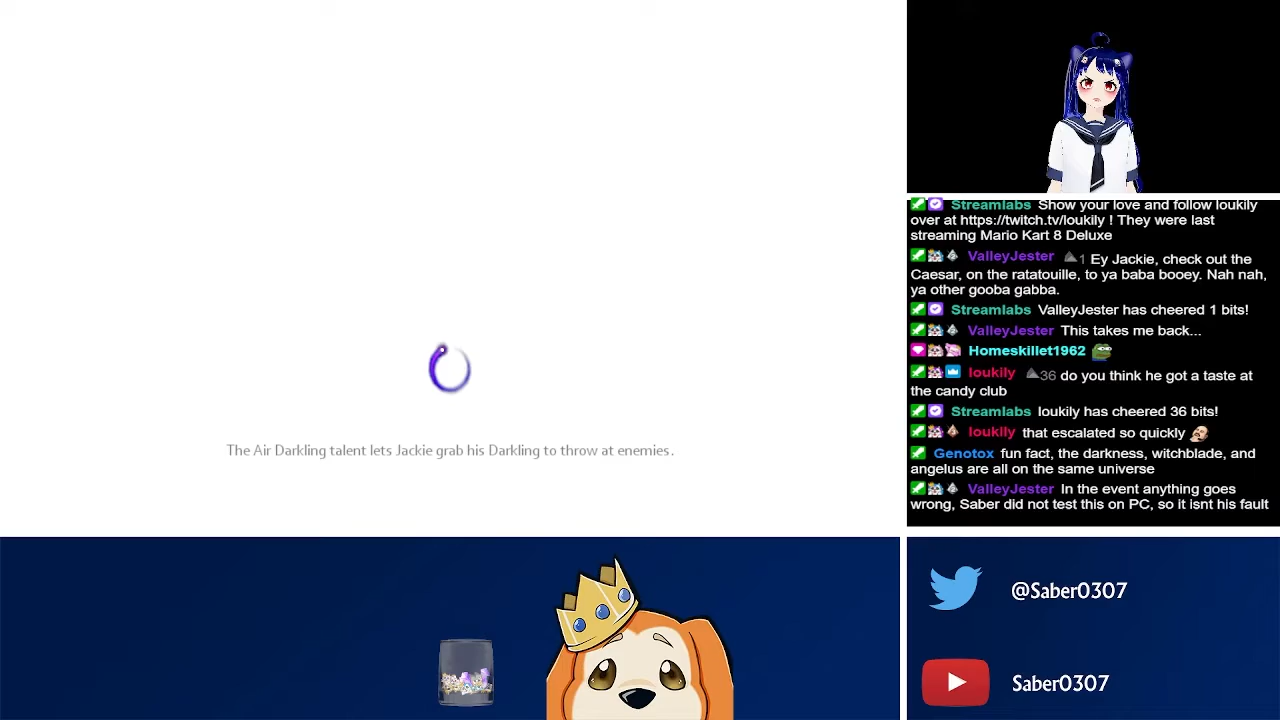 The Air Darkling talent lets Jackie grab his Darkling to throw at enemies.
Streamlabs Show your love and follow loukily
over at https://twitch.tv/loukily ! They were last
streaming Mario Kart 8 Deluxe
ValleyJester 1 Ey Jackie, check out the
Caesar, on the ratatouille, to ya baba booey. Nah nah,
ya other gooba gabba.
Streamlabs ValleyJester has cheered 1 bits!
ValleyJester This takes me back...
Homeskillet1962
loukily 36 do you think he got a taste at
the candy club
Streamlabs loukily has cheered 36 bits!
loukily that escalated so quickly
Genotox fun fact, the darkness, witchblade, and
angelus are all on the same universe
ValleyJester In the event anything goes
wrong, Saber did not test this on PC, so it isnt his fault
@Saber0307
Saber0307